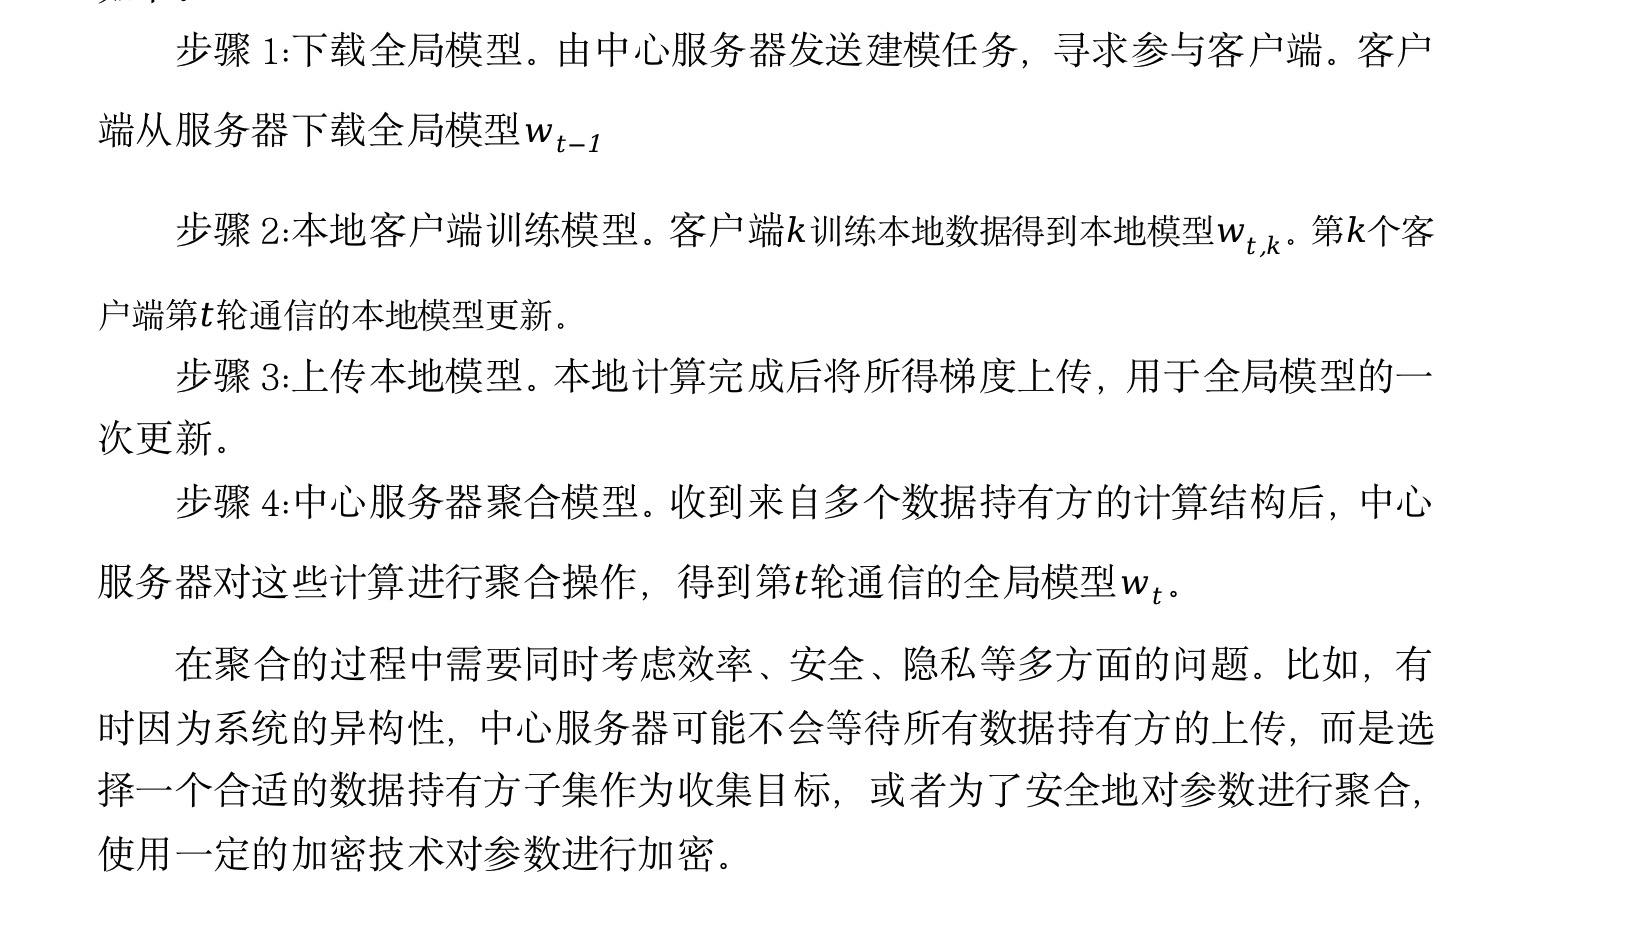 步骤 1:下载全局模型。由中心服务器发送建模任务，寻求参与客户端。客户
端从服务器下载全局模型w_{t−1}
步骤 2:本地客户端训练模型。客户端k训练本地数据得到本地模型w_{t,k}。第k个客
户端第t轮通信的本地模型更新。
步骤 3:上传本地模型。本地计算完成后将所得梯度上传，用于全局模型的一
次更新。
步骤 4:中心服务器聚合模型。收到来自多个数据持有方的计算结构后，中心
服务器对这些计算进行聚合操作，得到第t轮通信的全局模型w_t。
在聚合的过程中需要同时考虑效率、安全、隐私等多方面的问题。比如，有
时因为系统的异构性，中心服务器可能不会等待所有数据持有方的上传，而是选
择一个合适的数据持有方子集作为收集目标，或者为了安全地对参数进行聚合，
使用一定的加密技术对参数进行加密。